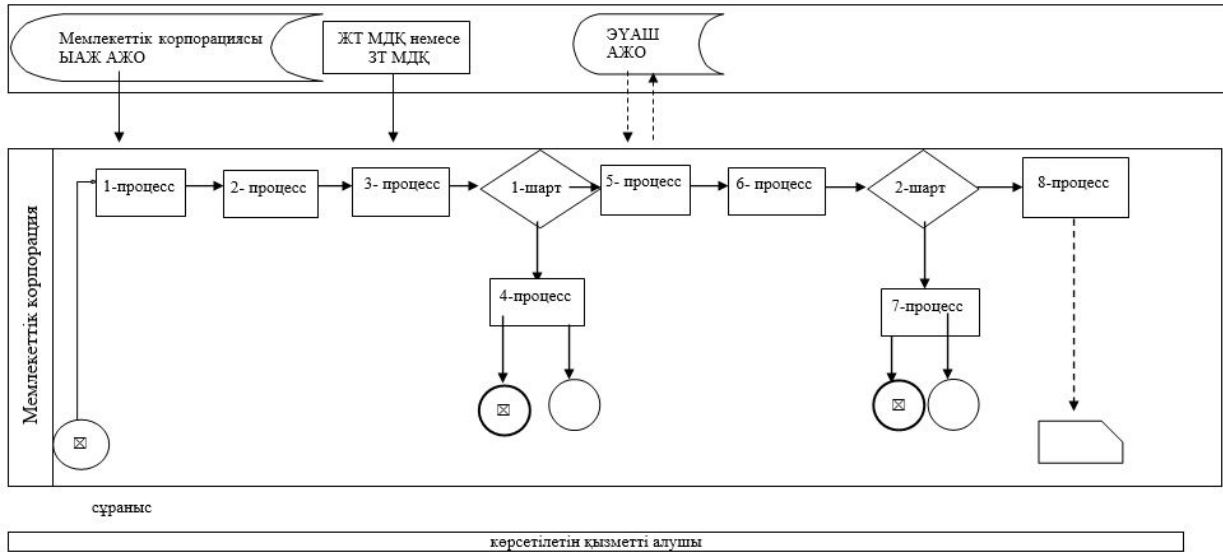 Мемлекеттік корпорациясы
ЫАЖ АЖО
ЖТ МДҚ немесе
ЗТ МДҚ
ЭҮАШ
АЖО
Мемлекеттік корпорация
1-процесс
2- процесс
3- процесс
1-шарт
5- процесс
6- процесс
2-шарт
8-процесс
4-процесс
7-процесс
сұраныс
көрсетілетін қызметті алушы